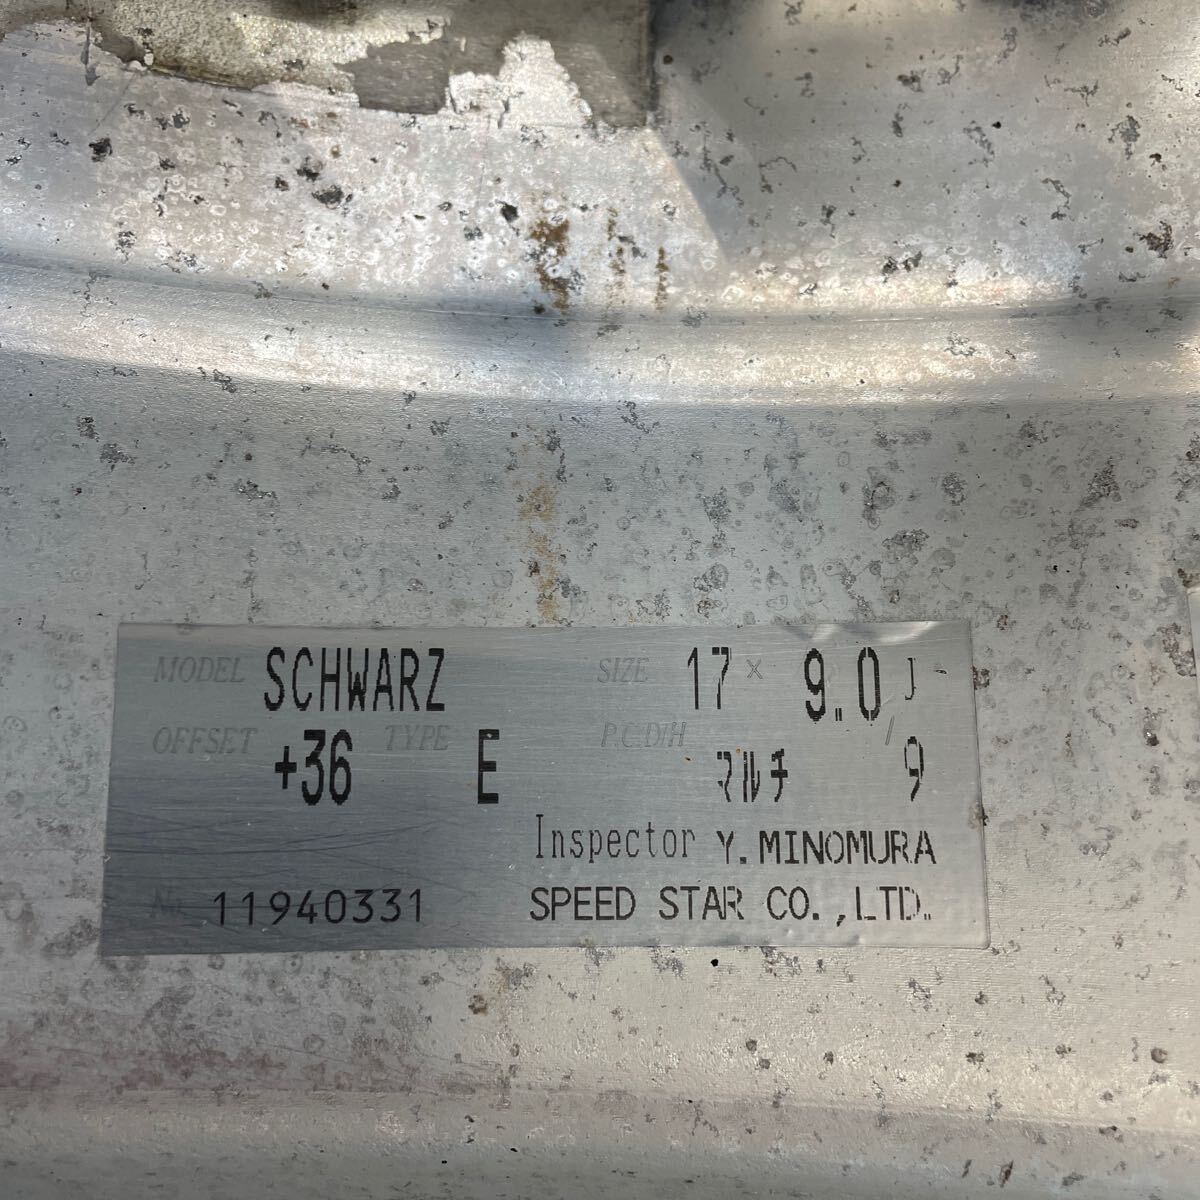 MODEL SCHWARZ SIZE 17 × 9.0 J
OFFSET +36 TYPE E P.C.D/H マルチ / 9
Inspector Y. MINOMURA
No 11940331 SPEED STAR CO.,LTD.